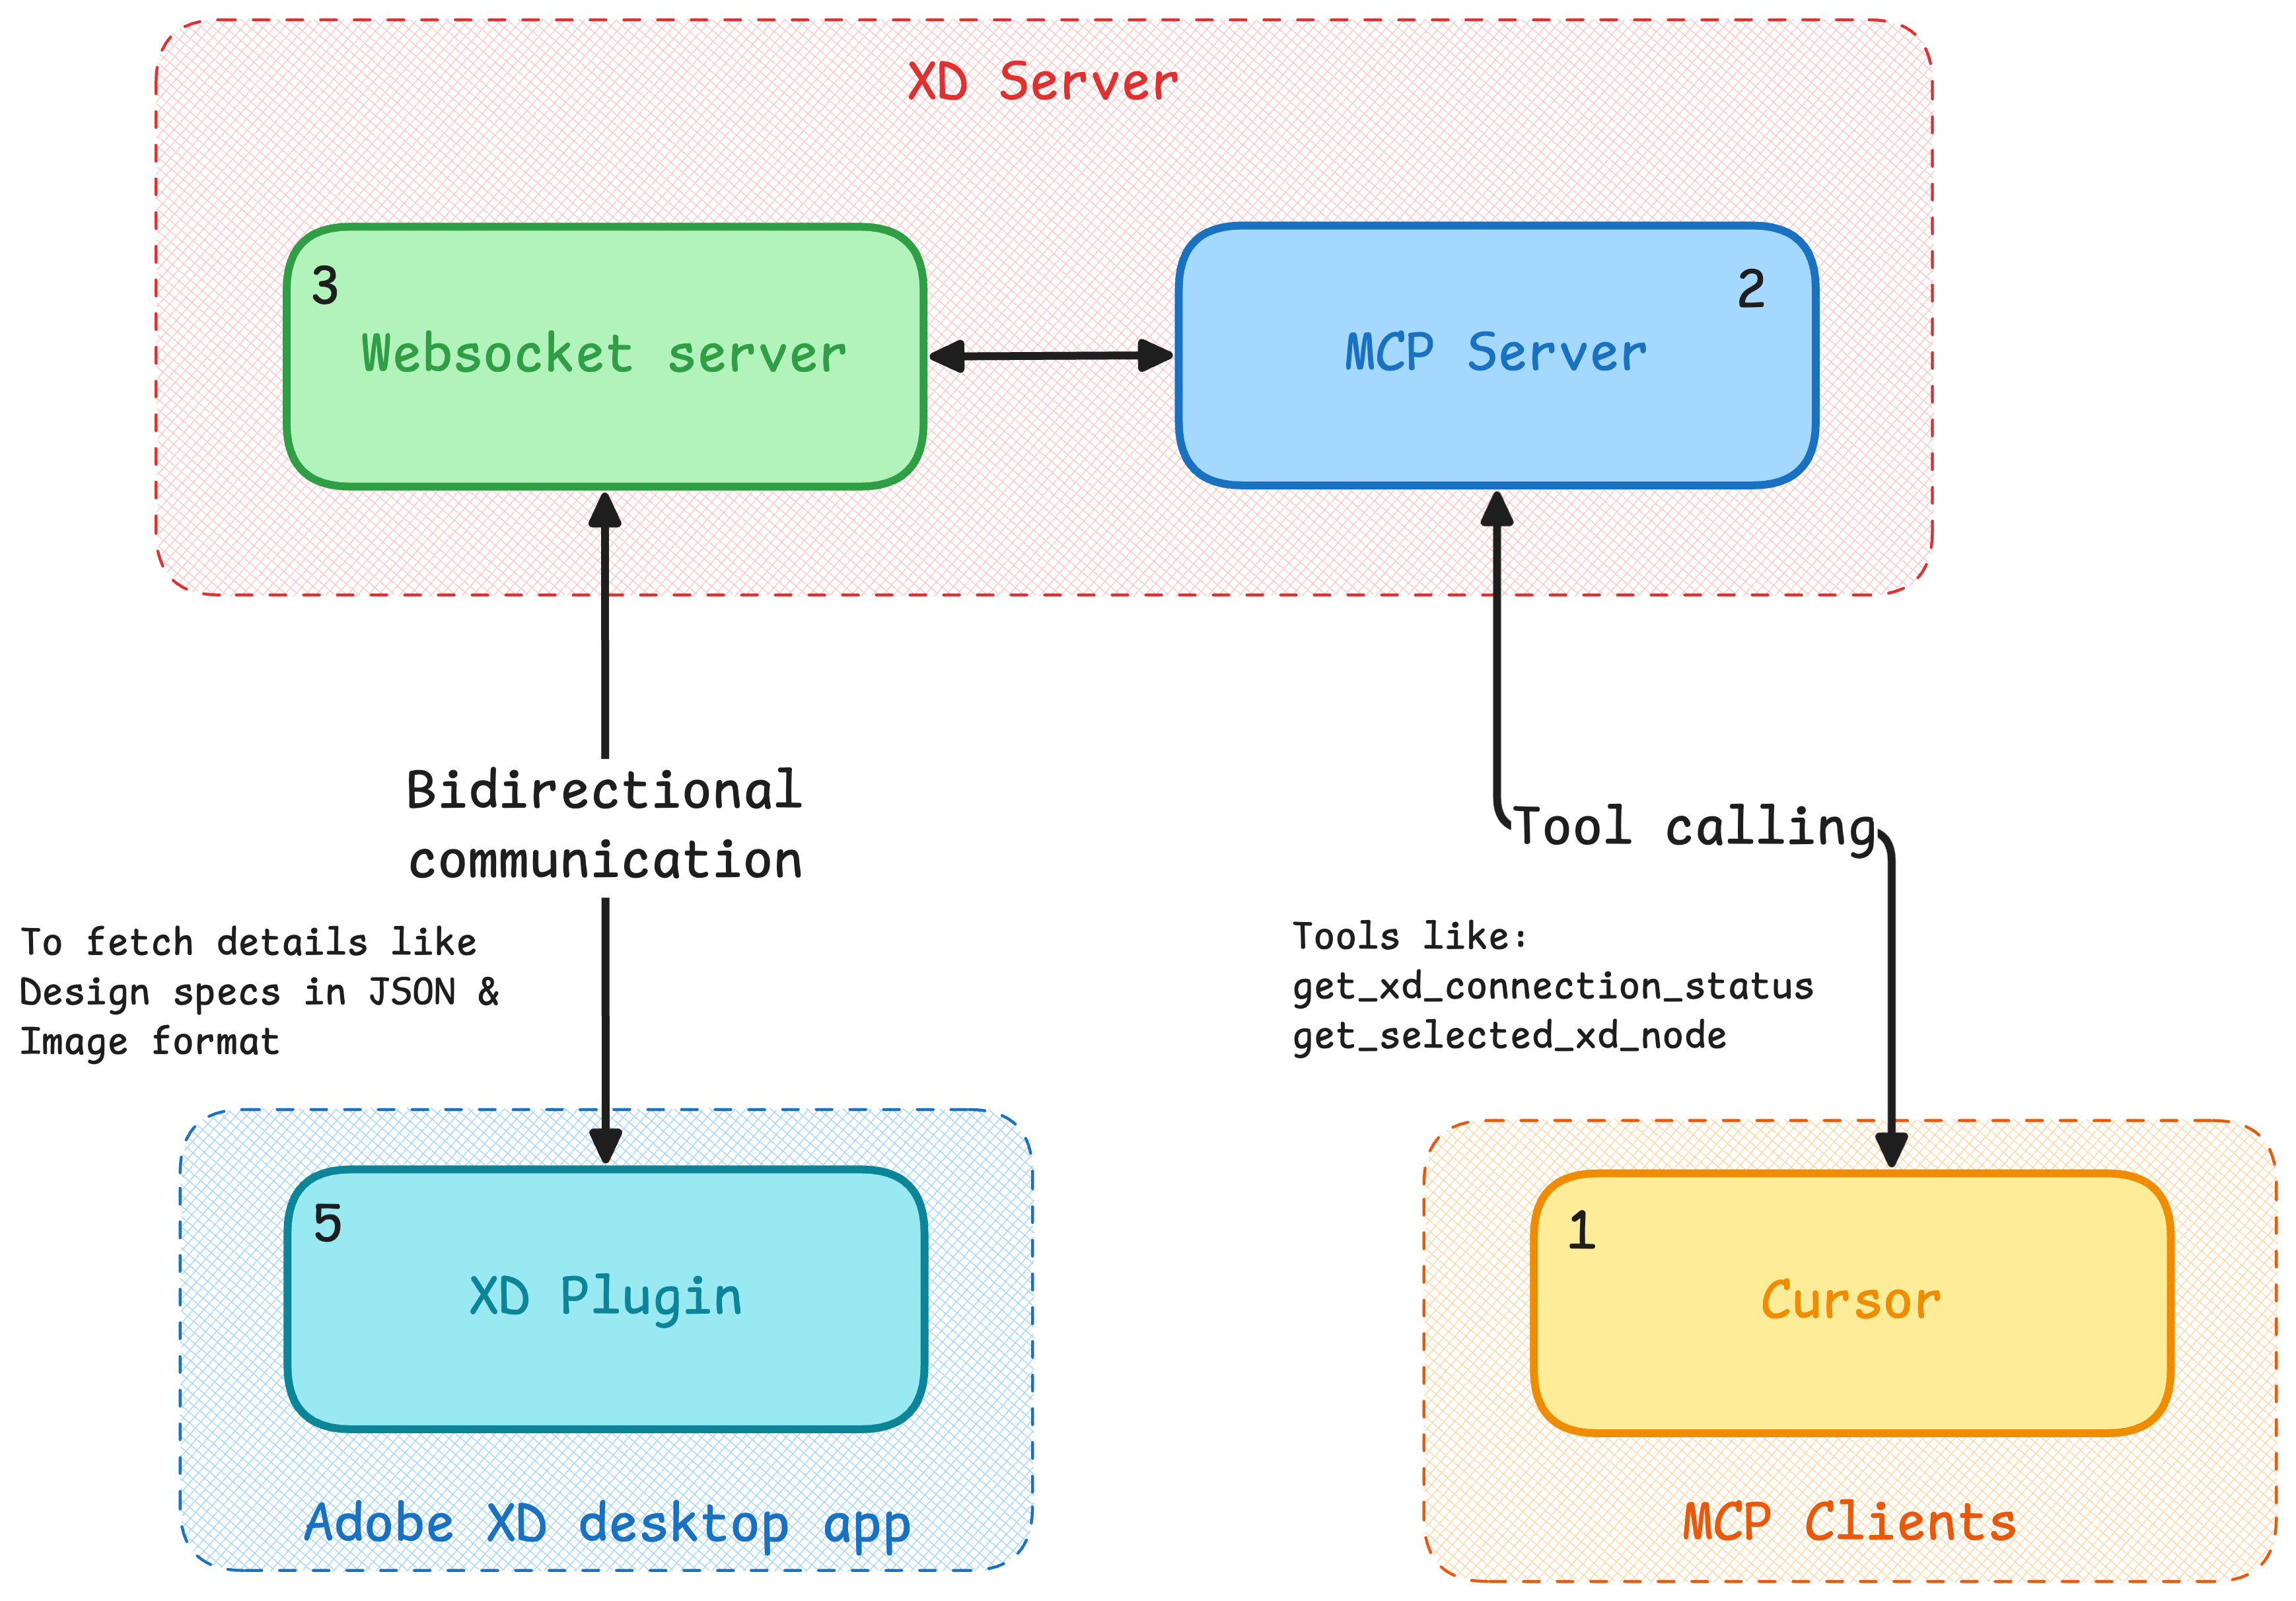 XD Server
3
Websocket server
2
MCP Server
Bidirectional
communication
To fetch details like
Design specs in JSON &
Image format
Tool calling
Tools like:
get_xd_connection_status
get_selected_xd_node
5
XD Plugin
Adobe XD desktop app
1
Cursor
MCP Clients